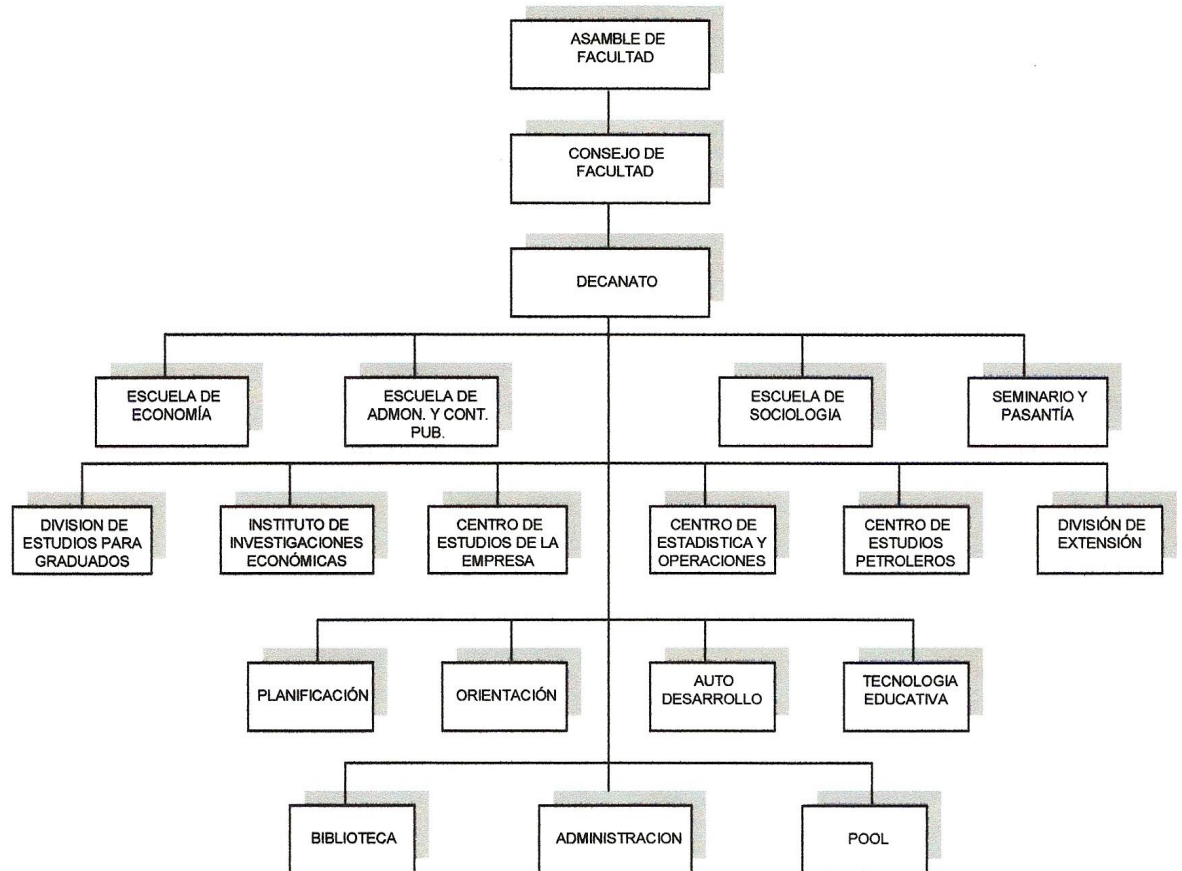 ASAMBLE DE
FACULTAD
CONSEJO DE
FACULTAD
DECANATO
ESCUELA DE
ECONOMÍA
ESCUELA DE
ADMON. Y CONT.
PUB.
ESCUELA DE
SOCIOLOGIA
SEMINARIO Y
PASANTÍA
DIVISION DE
ESTUDIOS PARA
GRADUADOS
INSTITUTO DE
INVESTIGACIONES
ECONÓMICAS
CENTRO DE
ESTUDIOS DE LA
EMPRESA
CENTRO DE
ESTADISTICA Y
OPERACIONES
CENTRO DE
ESTUDIOS
PETROLEROS
DIVISIÓN DE
EXTENSIÓN
PLANIFICACIÓN
ORIENTACIÓN
AUTO
DESARROLLO
TECNOLOGIA
EDUCATIVA
BIBLIOTECA
ADMINISTRACION
POOL